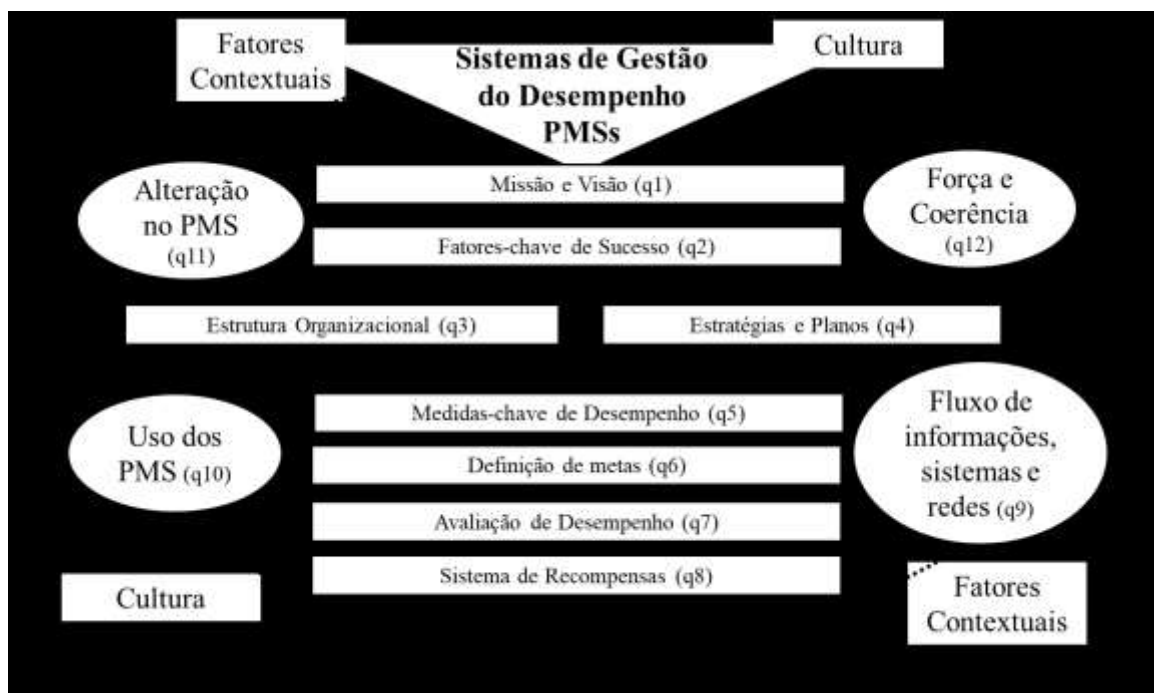 Fatores
Contextuais
Sistemas de Gestão
do Desempenho
PMSs
Cultura
Missão e Visão (q1)
Alteração
no PMS
(q11)
Força e
Coerência
(q12)
Fatores-chave de Sucesso (q2)
Estrutura Organizacional (q3)
Estratégias e Planos (q4)
Medidas-chave de Desempenho (q5)
Uso dos
PMS (q10)
Fluxo de
informações,
sistemas e
redes (q9)
Definição de metas (q6)
Avaliação de Desempenho (q7)
Sistema de Recompensas (q8)
Cultura
Fatores
Contextuais